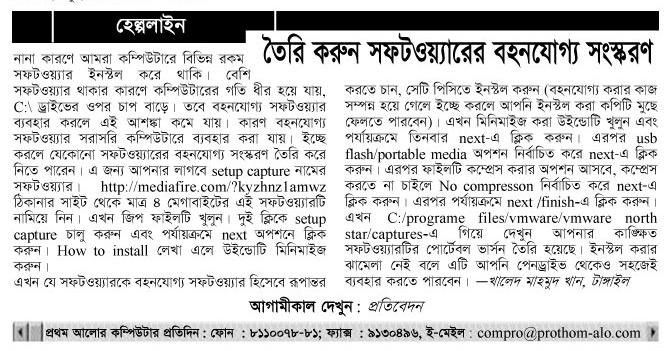 হেল্পলাইন
তৈরি করুন সফটওয়্যারের বহনযোগ্য সংস্করণ
নানা কারণে আমরা কম্পিউটারে বিভিন্ন রকম
সফটওয়্যার ইনস্টল করে থাকি। বেশি
সফটওয়্যার থাকার কারণে কম্পিউটারের গতি ধীর হয়ে যায়,
C:\ ড্রাইভের ওপর চাপ বাড়ে। তবে বহনযোগ্য সফটওয়্যার
ব্যবহার করলে এই আশঙ্কা কমে যায়। কারণ বহনযোগ্য
সফটওয়্যার সরাসরি কম্পিউটারে ব্যবহার করা যায়। ইচ্ছে
করলে যেকোনো সফটওয়্যারের বহনযোগ্য সংস্করণ তৈরি করে
নিতে পারেন। এ জন্য আপনার লাগবে setup capture নামের
সফটওয়্যার। http://mediafire.com/?kyzhnz1amwz
ঠিকানার সাইট থেকে মাত্র ৪ মেগাবাইটের এই সফটওয়্যারটি
নামিয়ে নিন। এখন জিপ ফাইলটি খুলুন। দুই ক্লিকে setup
capture চালু করুন এবং পর্যায়ক্রমে next অপশনে ক্লিক
করুন। How to install লেখা এলে উইন্ডোটি মিনিমাইজ
করুন।
এখন যে সফটওয়্যারকে বহনযোগ্য সফটওয়্যার হিসেবে রূপান্তর
করতে চান, সেটি পিসিতে ইনস্টল করুন (বহনযোগ্য করার কাজ
সম্পন্ন হয়ে গেলে ইচ্ছে করলে আপনি ইনস্টল করা কপিটি মুছে
ফেলতে পারবেন)। এখন মিনিমাইজ করা উইন্ডোটি খুলুন এবং
পর্যায়ক্রমে তিনবার next-এ ক্লিক করুন। এরপর usb
flash/portable media অপশন নির্বাচিত করে next-এ ক্লিক
করুন। এরপর ফাইলটি কম্প্রেস করার অপশন আসবে, কম্প্রেস
করতে না চাইলে No compresson নির্বাচিত করে next-এ
ক্লিক করুন। এরপর পর্যায়ক্রমে next /finish-এ ক্লিক করুন।
এখন C:/programe files/vmware/vmware north
star/captures-এ গিয়ে দেখুন আপনার কাঙ্ক্ষিত
সফটওয়্যারটির পোর্টেবল ভার্সন তৈরি হয়েছে। ইনস্টল করার
ঝামেলা নেই বলে এটি আপনি পেনড্রাইভ থেকেও সহজেই
ব্যবহার করতে পারবেন। —খালেদ মাহমুদ খান, টাঙ্গাইল
আগামীকাল দেখুন : প্রতিবেদন
প্রথম আলোর কম্পিউটার প্রতিদিন : ফোন : ৮১১০০৭৮-৮১; ফ্যাক্স : ৯১৩০৪৯৬, ই-মেইল : compro@prothom-alo.com